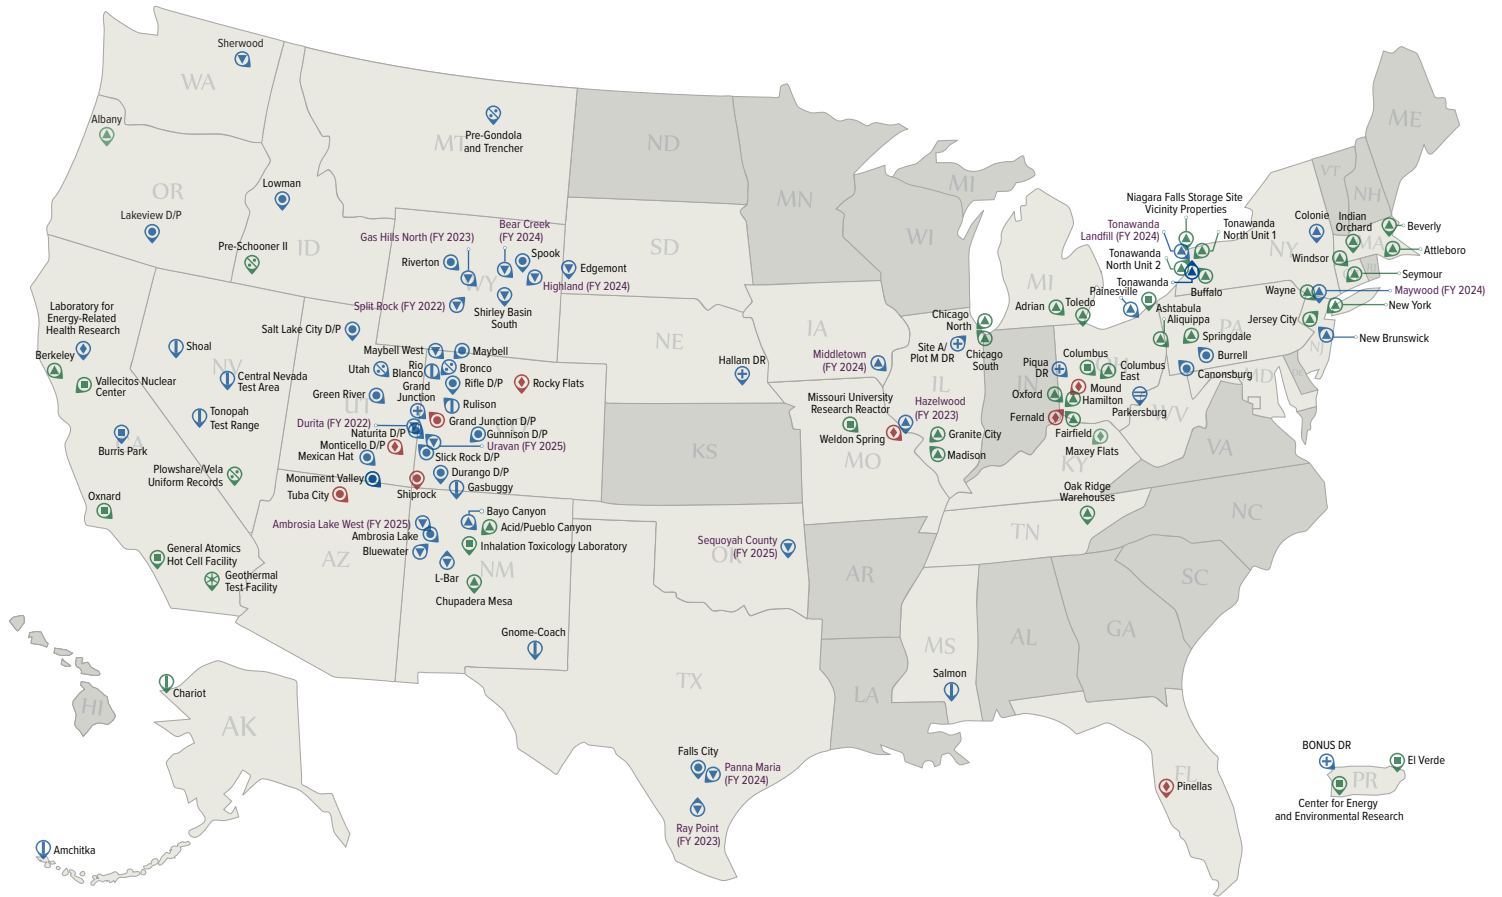 Sherwood
WA
Albany
OR
Lakeview D/P
Lowman
Pre-Schooner II
ID
Pre-Gondola
and Trencher
MT
ND
MN
SD
WI
MI
MI
ME
VT
NH
Gas Hills North (FY 2023)
Bear Creek
(FY 2024)
Riverton
Spook
Edgemont
Highland (FY 2024)
WY
Split Rock (FY 2022)
Shirley Basin
South
Laboratory for
Energy-Related
Health Research
Berkeley
Vallecitos Nuclear
Center
Shoal
NV
Central Nevada
Test Area
Tonopah
Test Range
Burris Park
CA
Plowshare/Vela
Uniform Records
Oxnard
General Atomics
Hot Cell Facility
Geothermal
Test Facility
Salt Lake City D/P
Maybell West
Maybell
Utah
Rio
Blanco
Bronco
Green River
UT
Grand
Junction
Rifle D/P
Rocky Flats
Rulison
Durita (FY 2022)
Grand Junction D/P
Naturita D/P
Gunnison D/P
Monticello D/P
Uravan (FY 2025)
Mexican Hat
Slick Rock D/P
Monument Valley
Durango D/P
Tuba City
Shiprock
Gasbuggy
Ambrosia Lake West (FY 2025)
Bayo Canyon
Ambrosia Lake
Acid/Pueblo Canyon
Bluewater
Inhalation Toxicology Laboratory
AZ
L-Bar
NM
Chupadera Mesa
Gnome-Coach
NE
IA
KS
Hallam DR
OK
Sequoyah County
(FY 2025)
TX
Falls City
Panna Maria
(FY 2024)
Ray Point
(FY 2023)
Middletown
(FY 2024)
Missouri University
Research Reactor
Hazelwood
(FY 2023)
Weldon Spring
MO
Granite City
Madison
IL
IN
Chicago
North
Site A/
Plot M DR
Chicago
South
Adrian
Toledo
Piqua
DR
Columbus
OH
Columbus
East
Oxford
Mound
Hamilton
Fernald
Fairfield
Parkersburg
Maxey Flats
KY
WV
VA
Oak Ridge
Warehouses
TN
NC
SC
AR
MS
AL
GA
LA
Salmon
FL
Pinellas
Niagara Falls Storage Site
Vicinity Properties
Tonawanda
Landfill (FY 2024)
Tonawanda
North Unit 1
Tonawanda
North Unit 2
Tonawanda
Buffalo
Painesville
Ashtabula
Aliquippa
Springdale
PA
Burrell
Canonsburg
MD
DE
NJ
NY
Colonie
Indian
Orchard
MA
Beverly
Attleboro
Windsor
Seymour
Wayne
Maywood (FY 2024)
New York
Jersey City
New Brunswick
HI
Chariot
AK
Amchitka
BONUS DR
El Verde
PR
Center for Energy
and Environmental Research